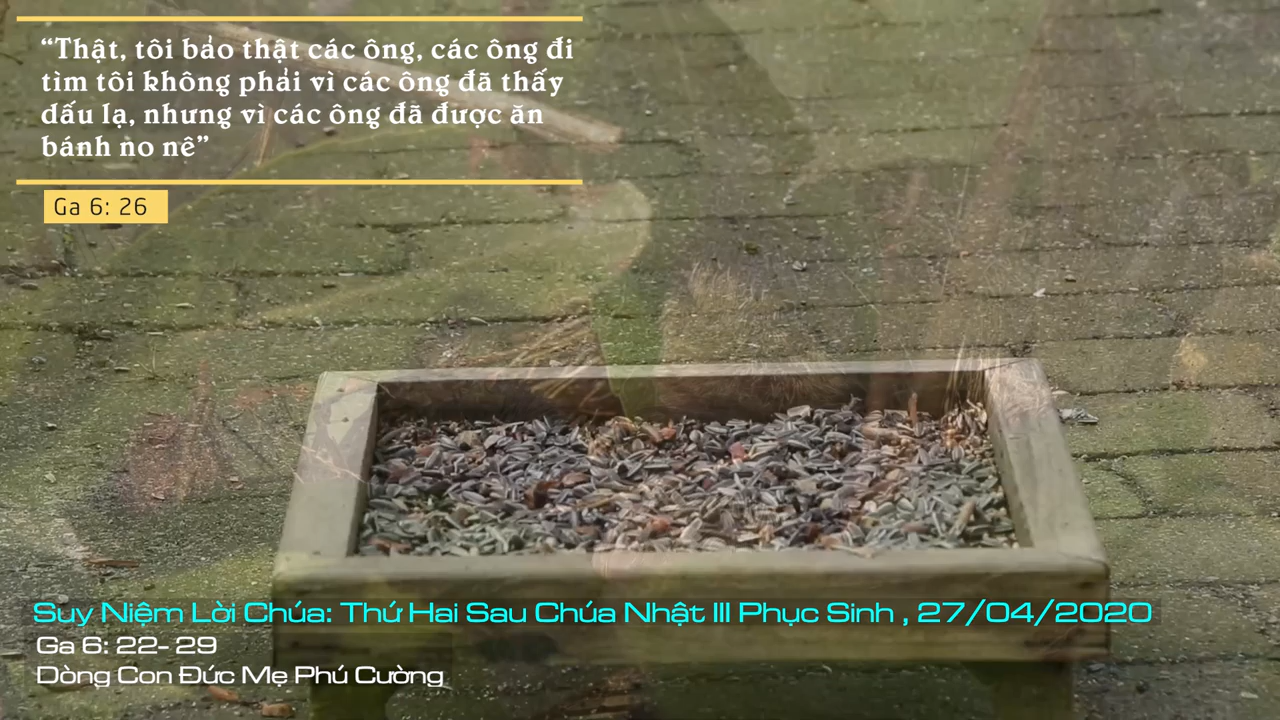 “Thật, tôi bảo thật các ông, các ông đi
tìm tôi không phải vì các ông đã thấy
dấu lạ, nhưng vì các ông đã được ăn
bánh no nê”
Ga 6: 26
Suy Niệm Lời Chúa: Thứ Hai Sau Chúa Nhật III Phục Sinh , 27/04/2020
Ga 6: 22- 29
Dòng Con Đức Mẹ Phú Cường